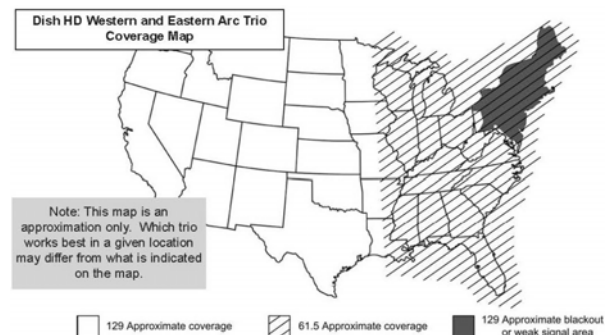 Dish HD Western and Eastern Arc Trio
Coverage Map
Note: This map is an
approximation only.  Which trio
works best in a given location
may differ from what is indicated
on the map.
129 Approximate coverage
61.5 Approximate coverage
129 Approximate blackout
or weak signal area